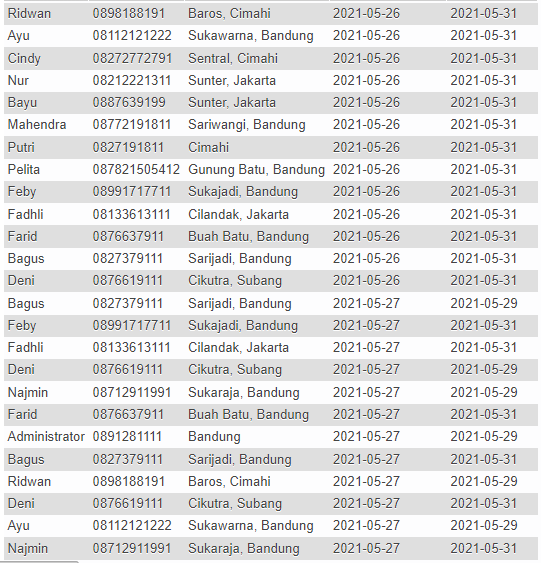 Ridwan 0898188191 Baros, Cimahi 2021-05-26 2021-05-31
Ayu 08112121222 Sukawarna, Bandung 2021-05-26 2021-05-31
Cindy 08272772791 Sentral, Cimahi 2021-05-26 2021-05-31
Nur 08212221311 Sunter, Jakarta 2021-05-26 2021-05-31
Bayu 0887639199 Sunter, Jakarta 2021-05-26 2021-05-31
Mahendra 08772191811 Sariwangi, Bandung 2021-05-26 2021-05-31
Putri 0827191811 Cimahi 2021-05-26 2021-05-31
Pelita 087821505412 Gunung Batu, Bandung 2021-05-26 2021-05-31
Feby 08991717711 Sukajadi, Bandung 2021-05-26 2021-05-31
Fadhli 08133613111 Cilandak, Jakarta 2021-05-26 2021-05-31
Farid 0876637911 Buah Batu, Bandung 2021-05-26 2021-05-31
Bagus 0827379111 Sarijadi, Bandung 2021-05-26 2021-05-31
Deni 0876619111 Cikutra, Subang 2021-05-26 2021-05-31
Bagus 0827379111 Sarijadi, Bandung 2021-05-27 2021-05-29
Feby 08991717711 Sukajadi, Bandung 2021-05-27 2021-05-31
Fadhli 08133613111 Cilandak, Jakarta 2021-05-27 2021-05-31
Deni 0876619111 Cikutra, Subang 2021-05-27 2021-05-29
Najmin 08712911991 Sukaraja, Bandung 2021-05-27 2021-05-29
Farid 0876637911 Buah Batu, Bandung 2021-05-27 2021-05-31
Administrator 0891281111 Bandung 2021-05-27 2021-05-29
Bagus 0827379111 Sarijadi, Bandung 2021-05-27 2021-05-31
Ridwan 0898188191 Baros, Cimahi 2021-05-27 2021-05-29
Deni 0876619111 Cikutra, Subang 2021-05-27 2021-05-31
Ayu 08112121222 Sukawarna, Bandung 2021-05-27 2021-05-29
Najmin 08712911991 Sukaraja, Bandung 2021-05-27 2021-05-31